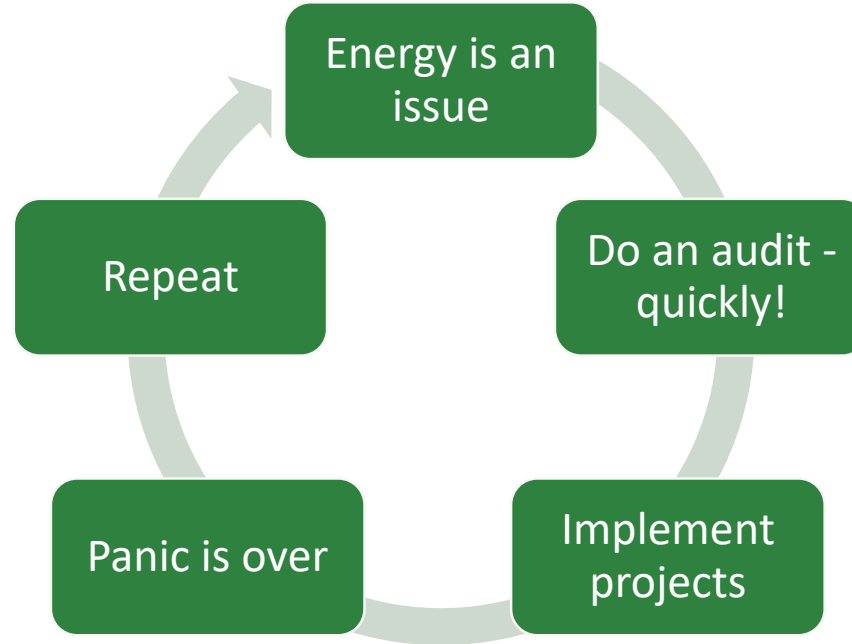 Energy is an
issue
Do an audit -
quickly!
Implement
projects
Panic is over
Repeat